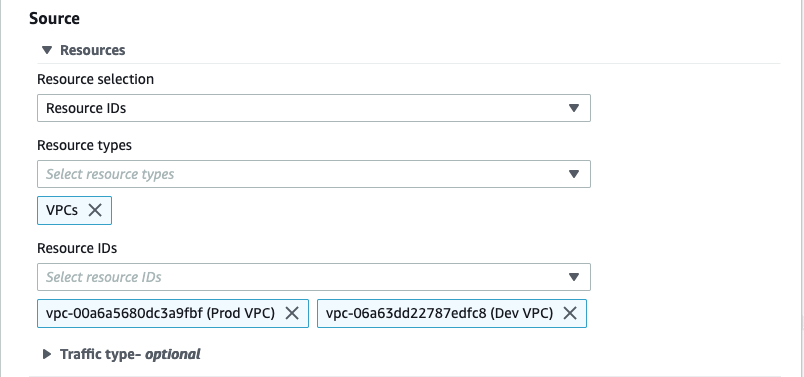 Source
Resources
Resource selection
Resource IDs
Resource types
Select resource types
VPCs
Resource IDs
Select resource IDs
vpc-00a6a5680dc3a9fbf (Prod VPC) vpc-06a63dd22787edfc8 (Dev VPC)
Traffic type- optional